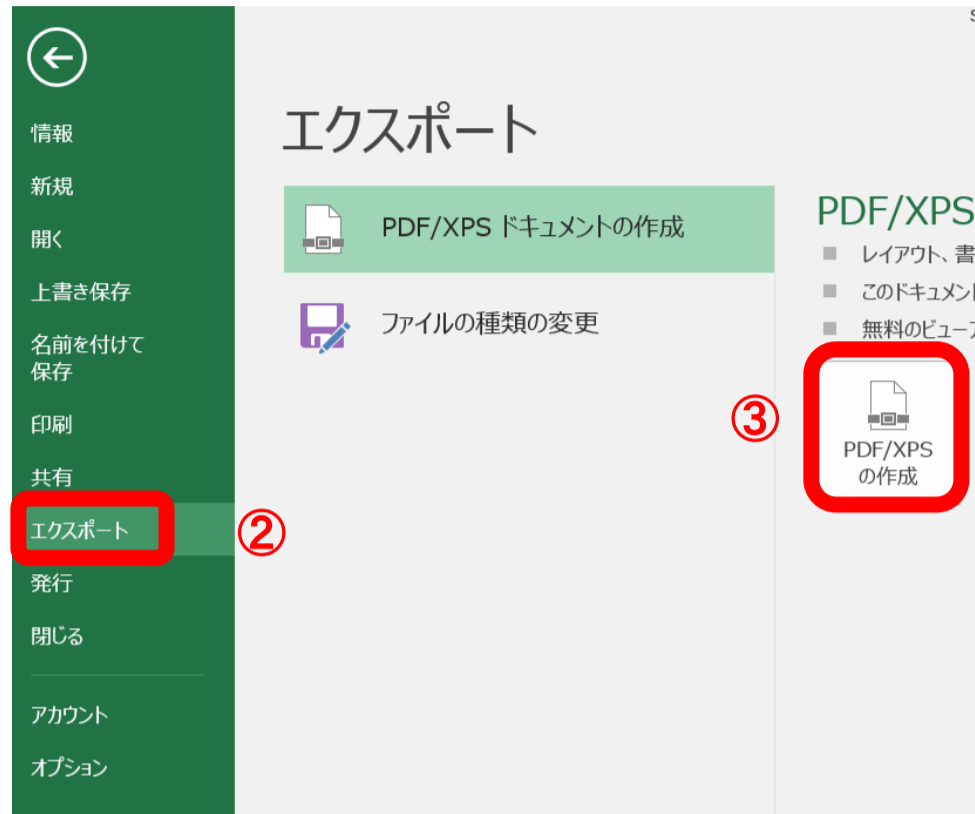 情報
新規
開く
上書き保存
名前を付けて
保存
印刷
共有
エクスポート
②
発行
閉じる
アカウント
オプション
エクスポート
PDF/XPS ドキュメントの作成
ファイルの種類の変更
PDF/XPS
レイアウト、書
このドキュメン
無料のビュー
③
PDF/XPS
の作成